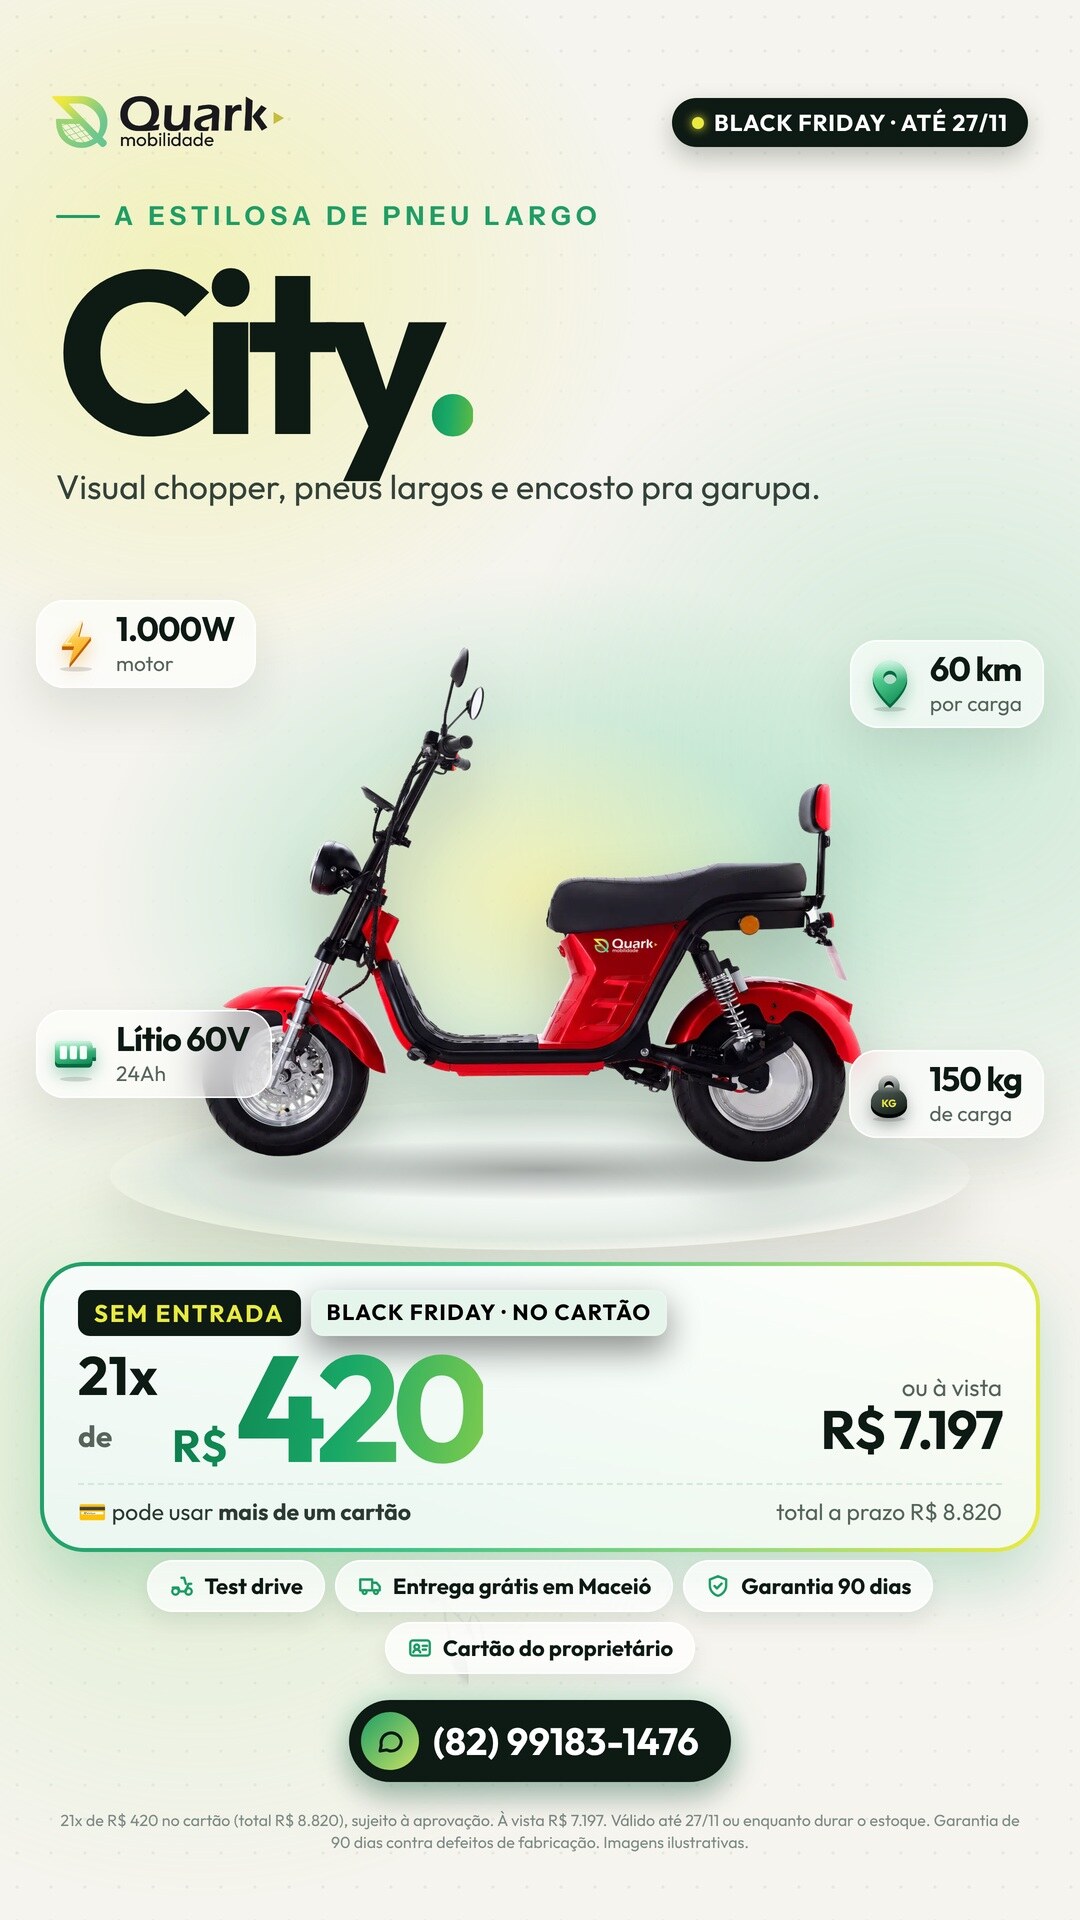 Quark
mobilidade
BLACK FRIDAY · ATÉ 27/11
A ESTILOSA DE PNEU LARGO
City.
Visual chopper, pneus largos e encosto pra garupa.
1.000W
motor
60 km
por carga
Quark
mobilidade
Lítio 60V
24Ah
KG
150 kg
de carga
SEM ENTRADA
BLACK FRIDAY · NO CARTÃO
21x
de
R$ 420
ou à vista
R$ 7.197
pode usar mais de um cartão
total a prazo R$ 8.820
Test drive
Entrega grátis em Maceió
Garantia 90 dias
Cartão do proprietário
(82) 99183-1476
21x de R$ 420 no cartão (total R$ 8.820), sujeito à aprovação. À vista R$ 7.197. Válido até 27/11 ou enquanto durar o estoque. Garantia de
90 dias contra defeitos de fabricação. Imagens ilustrativas.